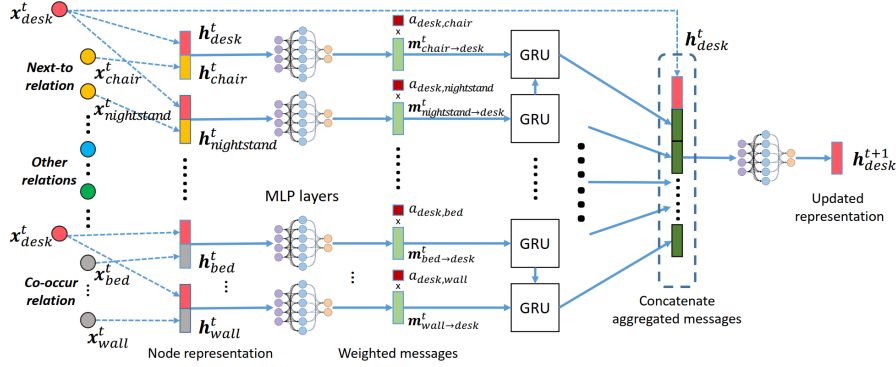 x^t_desk
h^t_desk
a_desk,chair
x
m^t_chair→desk
GRU
h^t_desk
Next-to
relation
x^t_chair
h^t_chair
x^t_nightstand
a_desk,nightstand
x
m^t_nightstand→desk
GRU
h^t_nightstand
Other
relations
MLP layers
h^t+1_desk
Updated
representation
x^t_desk
a_desk,bed
x
m^t_bed→desk
GRU
h^t_bed
x^t_bed
Co-occur
relation
a_desk,wall
x
m^t_wall→desk
GRU
h^t_wall
x^t_wall
Concatenate
aggregated messages
Node representation
Weighted messages